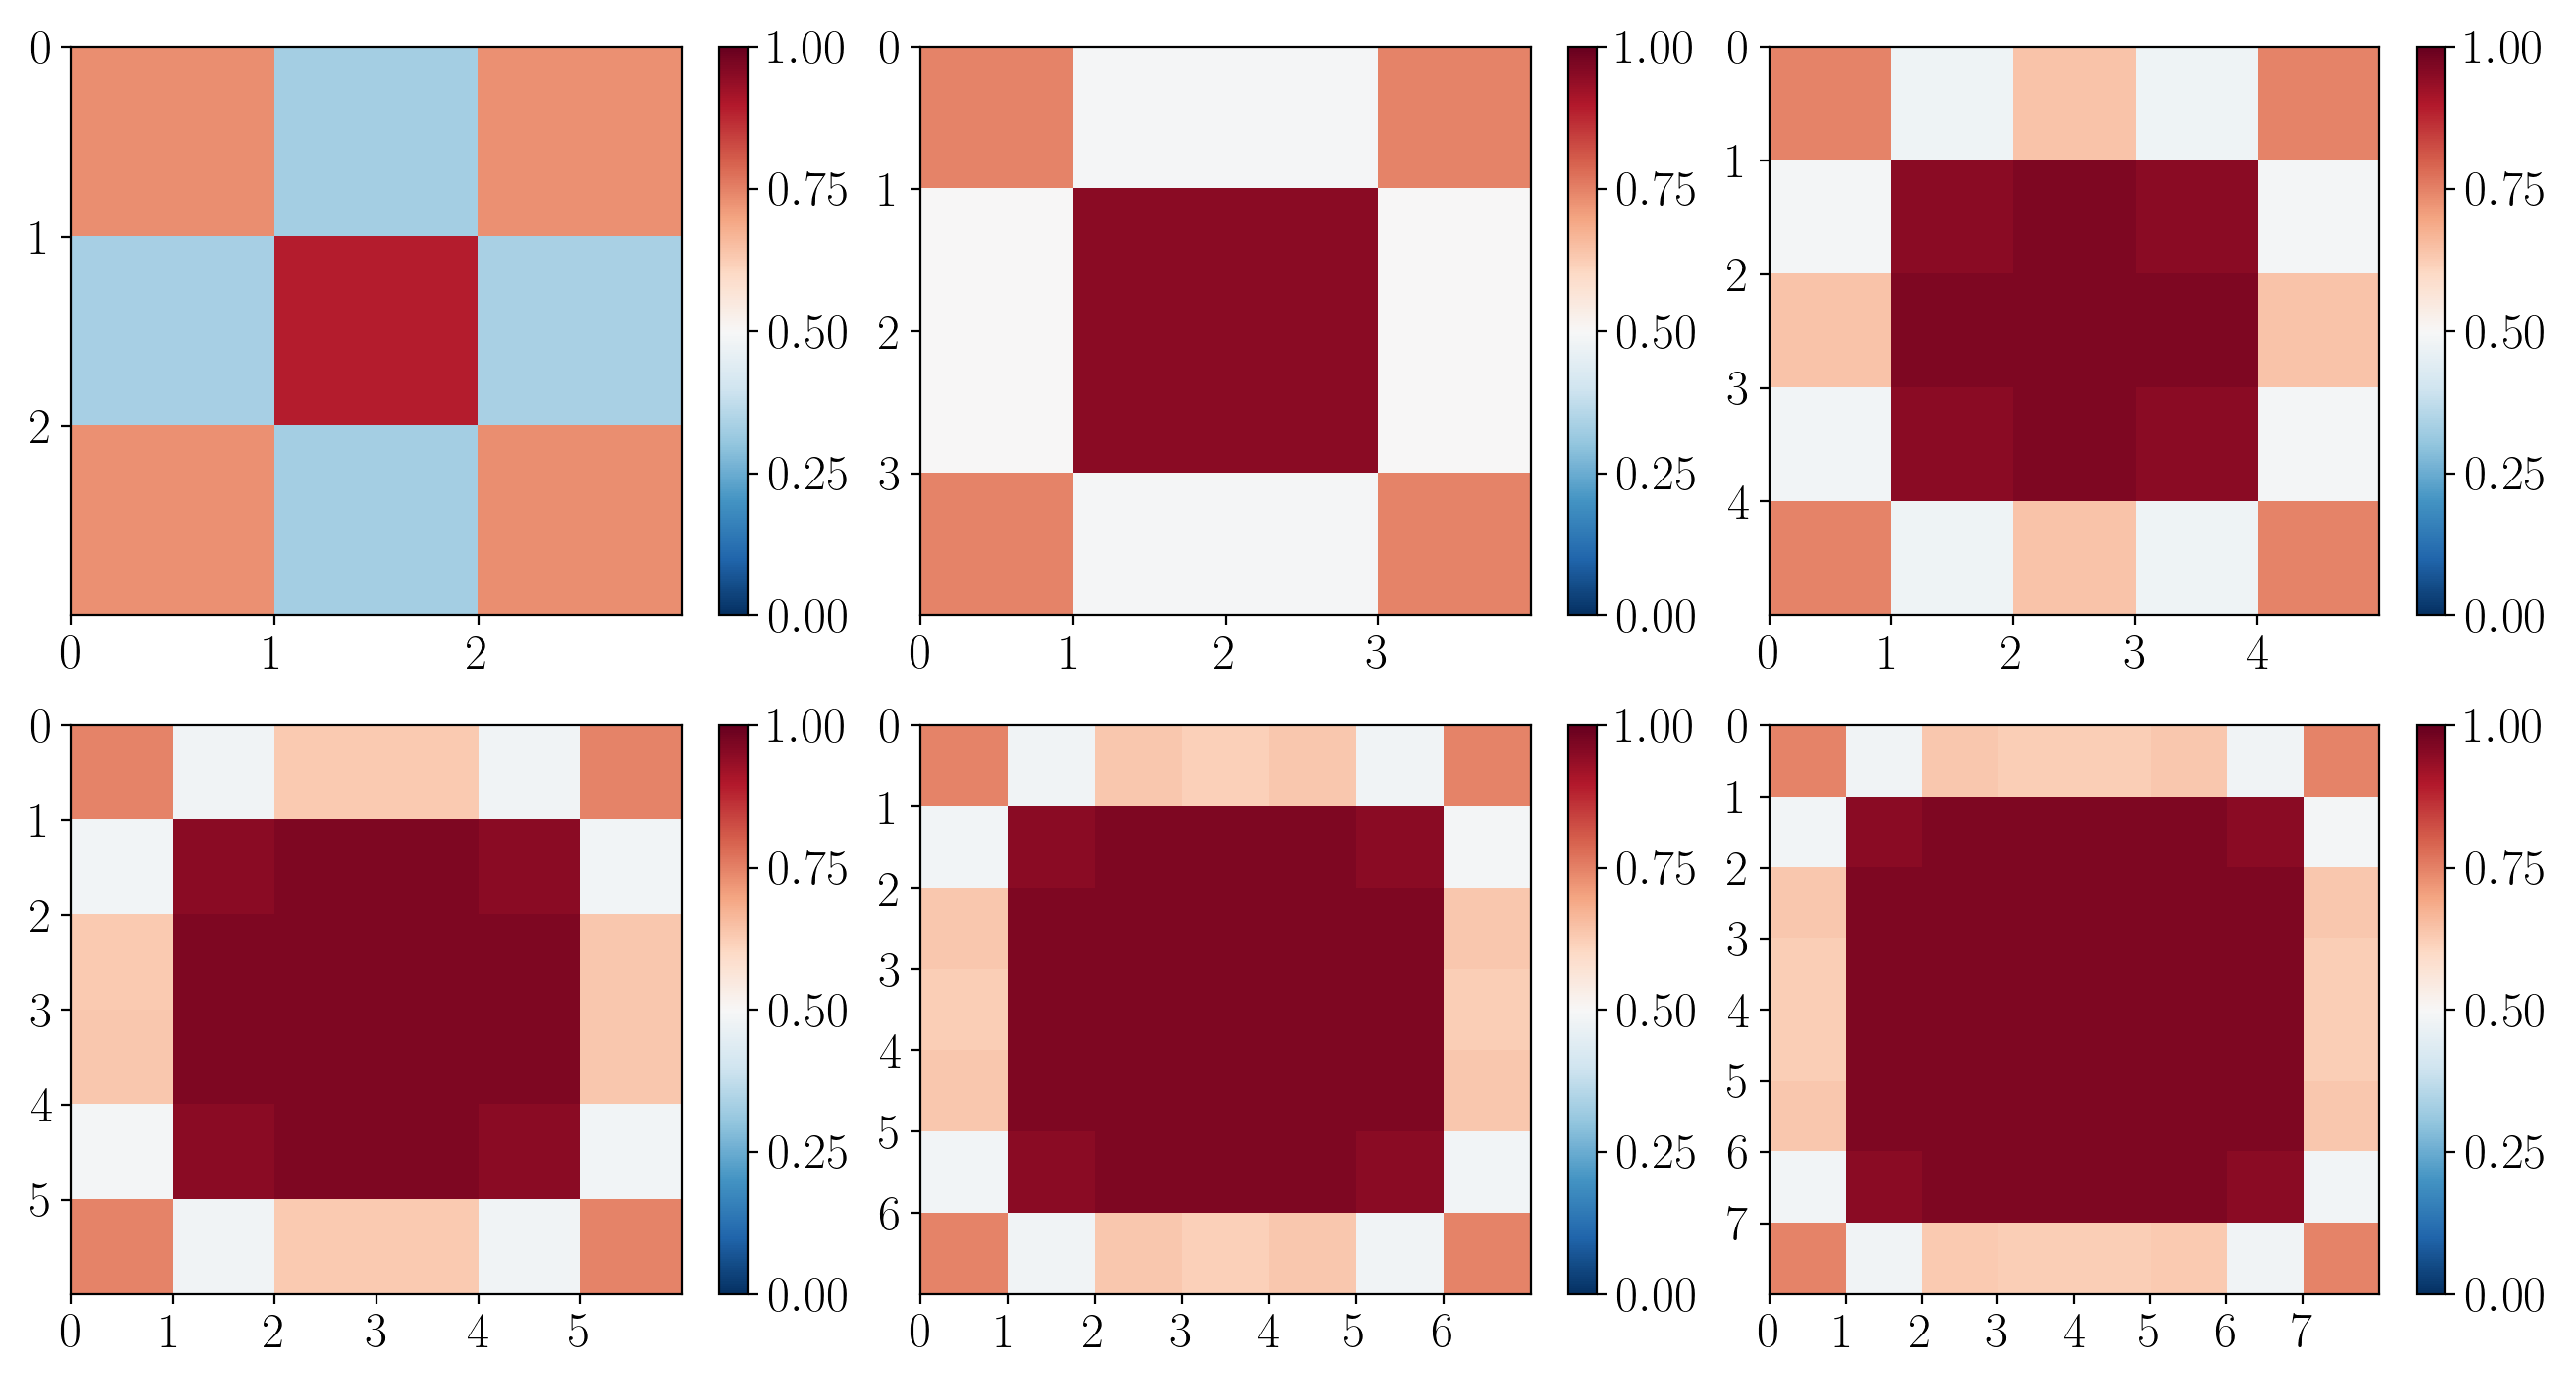 0 1.00 0 1.00 0 1.00
0.75 0.75 1 0.75
1 1 2
0.50 2 0.50 0.50
2 3
0.25 3 0.25 4 0.25
0.00 0.00 0.00
0 1 2 0 1 2 3 0 1 2 3 4
0 1.00 0 1.00 0 1.00
1 0.75 1 0.75 1 0.75
2 2 2
3 0.50 3 0.50 3 0.50
4 4 4
0.25 5 0.25 5 0.25
5 6 6
7
0.00 0.00 0.00
0 1 2 3 4 5 0 1 2 3 4 5 6 0 1 2 3 4 5 6 7